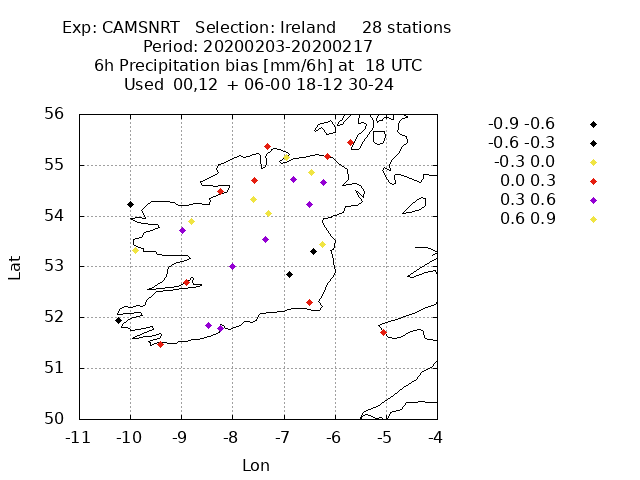 Exp: CAMSNRT Selection: Ireland 28 stations
Period: 20200203-20200217
6h Precipitation bias [mm/6h] at 18 UTC
Used 00,12 + 06-00 18-12 30-24
-0.9 -0.6
-0.6 -0.3
-0.3 0.0
0.0 0.3
0.3 0.6
0.6 0.9
Lat
56
55
54
53
52
51
50
-11 -10 -9 -8 -7 -6 -5 -4
Lon